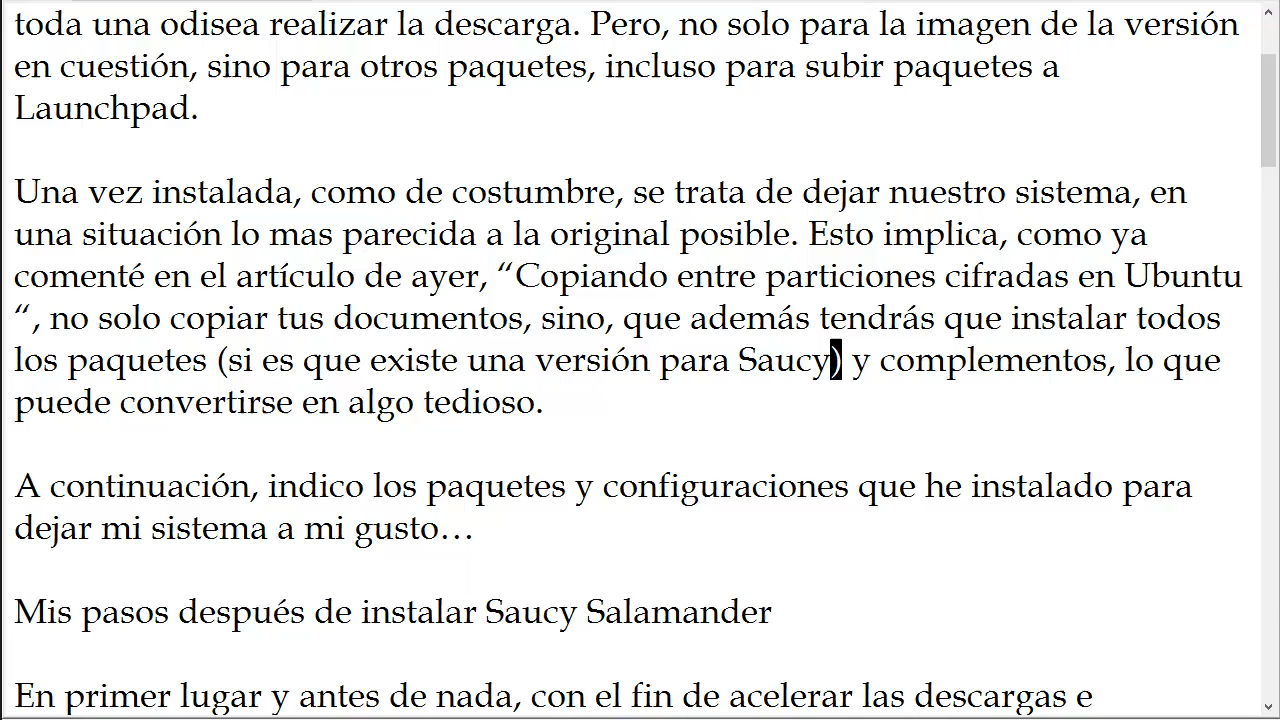 toda una odisea realizar la descarga. Pero, no solo para la imagen de la versión
en cuestión, sino para otros paquetes, incluso para subir paquetes a
Launchpad.
Una vez instalada, como de costumbre, se trata de dejar nuestro sistema, en
una situación lo mas parecida a la original posible. Esto implica, como ya
comenté en el artículo de ayer, “Copiando entre particiones cifradas en Ubuntu
“, no solo copiar tus documentos, sino, que además tendrás que instalar todos
los paquetes (si es que existe una versión para Saucy) y complementos, lo que
puede convertirse en algo tedioso.
A continuación, indico los paquetes y configuraciones que he instalado para
dejar mi sistema a mi gusto…
Mis pasos después de instalar Saucy Salamander
En primer lugar y antes de nada, con el fin de acelerar las descargas e